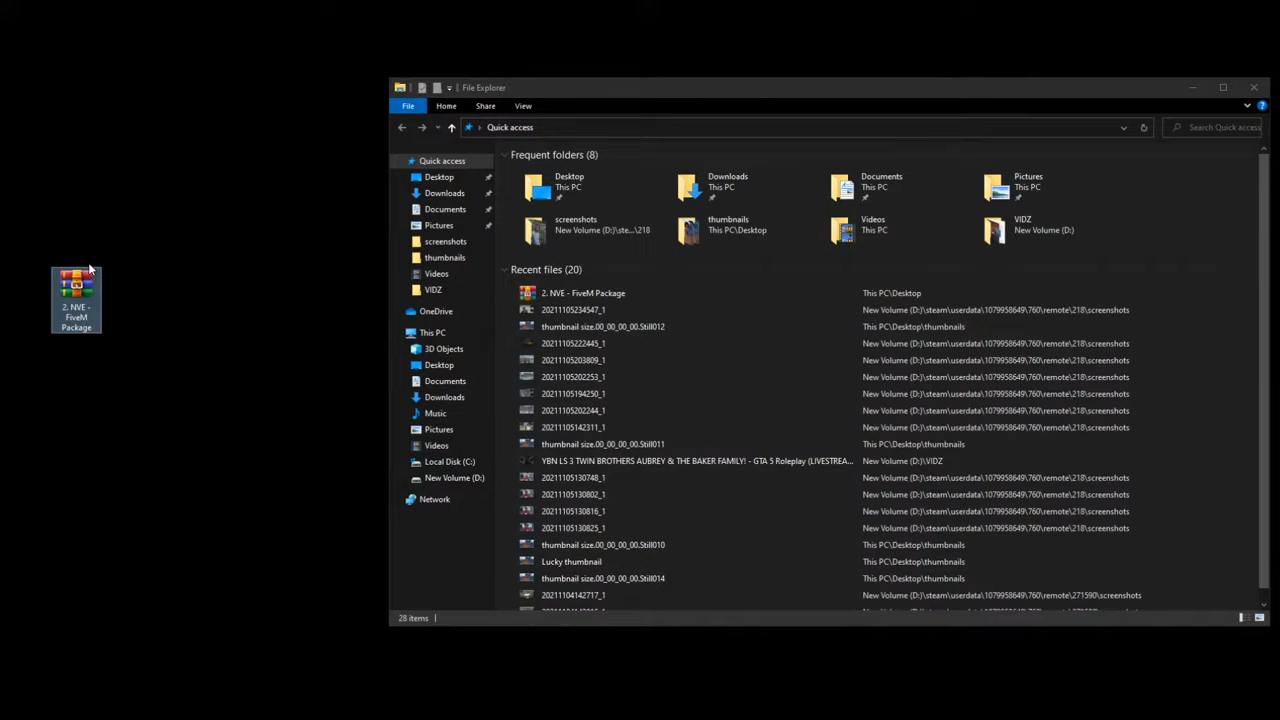 File Explorer
File Home Share View
Quick access
Search Quick access
Quick access
Desktop
Downloads
Documents
Pictures
screenshots
thumbnails
Videos
VIDZ
OneDrive
This PC
3D Objects
Desktop
Documents
Downloads
Music
Pictures
Videos
Local Disk (C:)
New Volume (D:)
Network
Frequent folders (8)
Desktop
This PC
Downloads
This PC
Documents
This PC
Pictures
This PC
screenshots
New Volume (D:)\ste...\218
thumbnails
This PC\Desktop
Videos
This PC
VIDZ
New Volume (D:)
Recent files (20)
2. NVE - FiveM Package This PC\Desktop
20211105234547_1 New Volume (D:)\steam\userdata\1079958649\760\remote\218\screenshots
thumbnail size.00_00_00_00.Still012 This PC\Desktop\thumbnails
20211105222445_1 New Volume (D:)\steam\userdata\1079958649\760\remote\218\screenshots
20211105203809_1 New Volume (D:)\steam\userdata\1079958649\760\remote\218\screenshots
20211105202253_1 New Volume (D:)\steam\userdata\1079958649\760\remote\218\screenshots
20211105194250_1 New Volume (D:)\steam\userdata\1079958649\760\remote\218\screenshots
20211105202244_1 New Volume (D:)\steam\userdata\1079958649\760\remote\218\screenshots
20211105142311_1 New Volume (D:)\steam\userdata\1079958649\760\remote\218\screenshots
thumbnail size.00_00_00_00.Still011 This PC\Desktop\thumbnails
YBN LS 3 TWIN BROTHERS AUBREY & THE BAKER FAMILY! - GTA 5 Roleplay (LIVESTREA... New Volume (D:)\VIDZ
20211105130748_1 New Volume (D:)\steam\userdata\1079958649\760\remote\218\screenshots
20211105130802_1 New Volume (D:)\steam\userdata\1079958649\760\remote\218\screenshots
20211105130816_1 New Volume (D:)\steam\userdata\1079958649\760\remote\218\screenshots
20211105130825_1 New Volume (D:)\steam\userdata\1079958649\760\remote\218\screenshots
thumbnail size.00_00_00_00.Still010 This PC\Desktop\thumbnails
Lucky thumbnail This PC\Desktop\thumbnails
thumbnail size.00_00_00_00.Still014 This PC\Desktop\thumbnails
20211104142717_1 New Volume (D:)\steam\userdata\1079958649\760\remote\271590\screenshots
28 items
2. NVE -
FiveM
Package